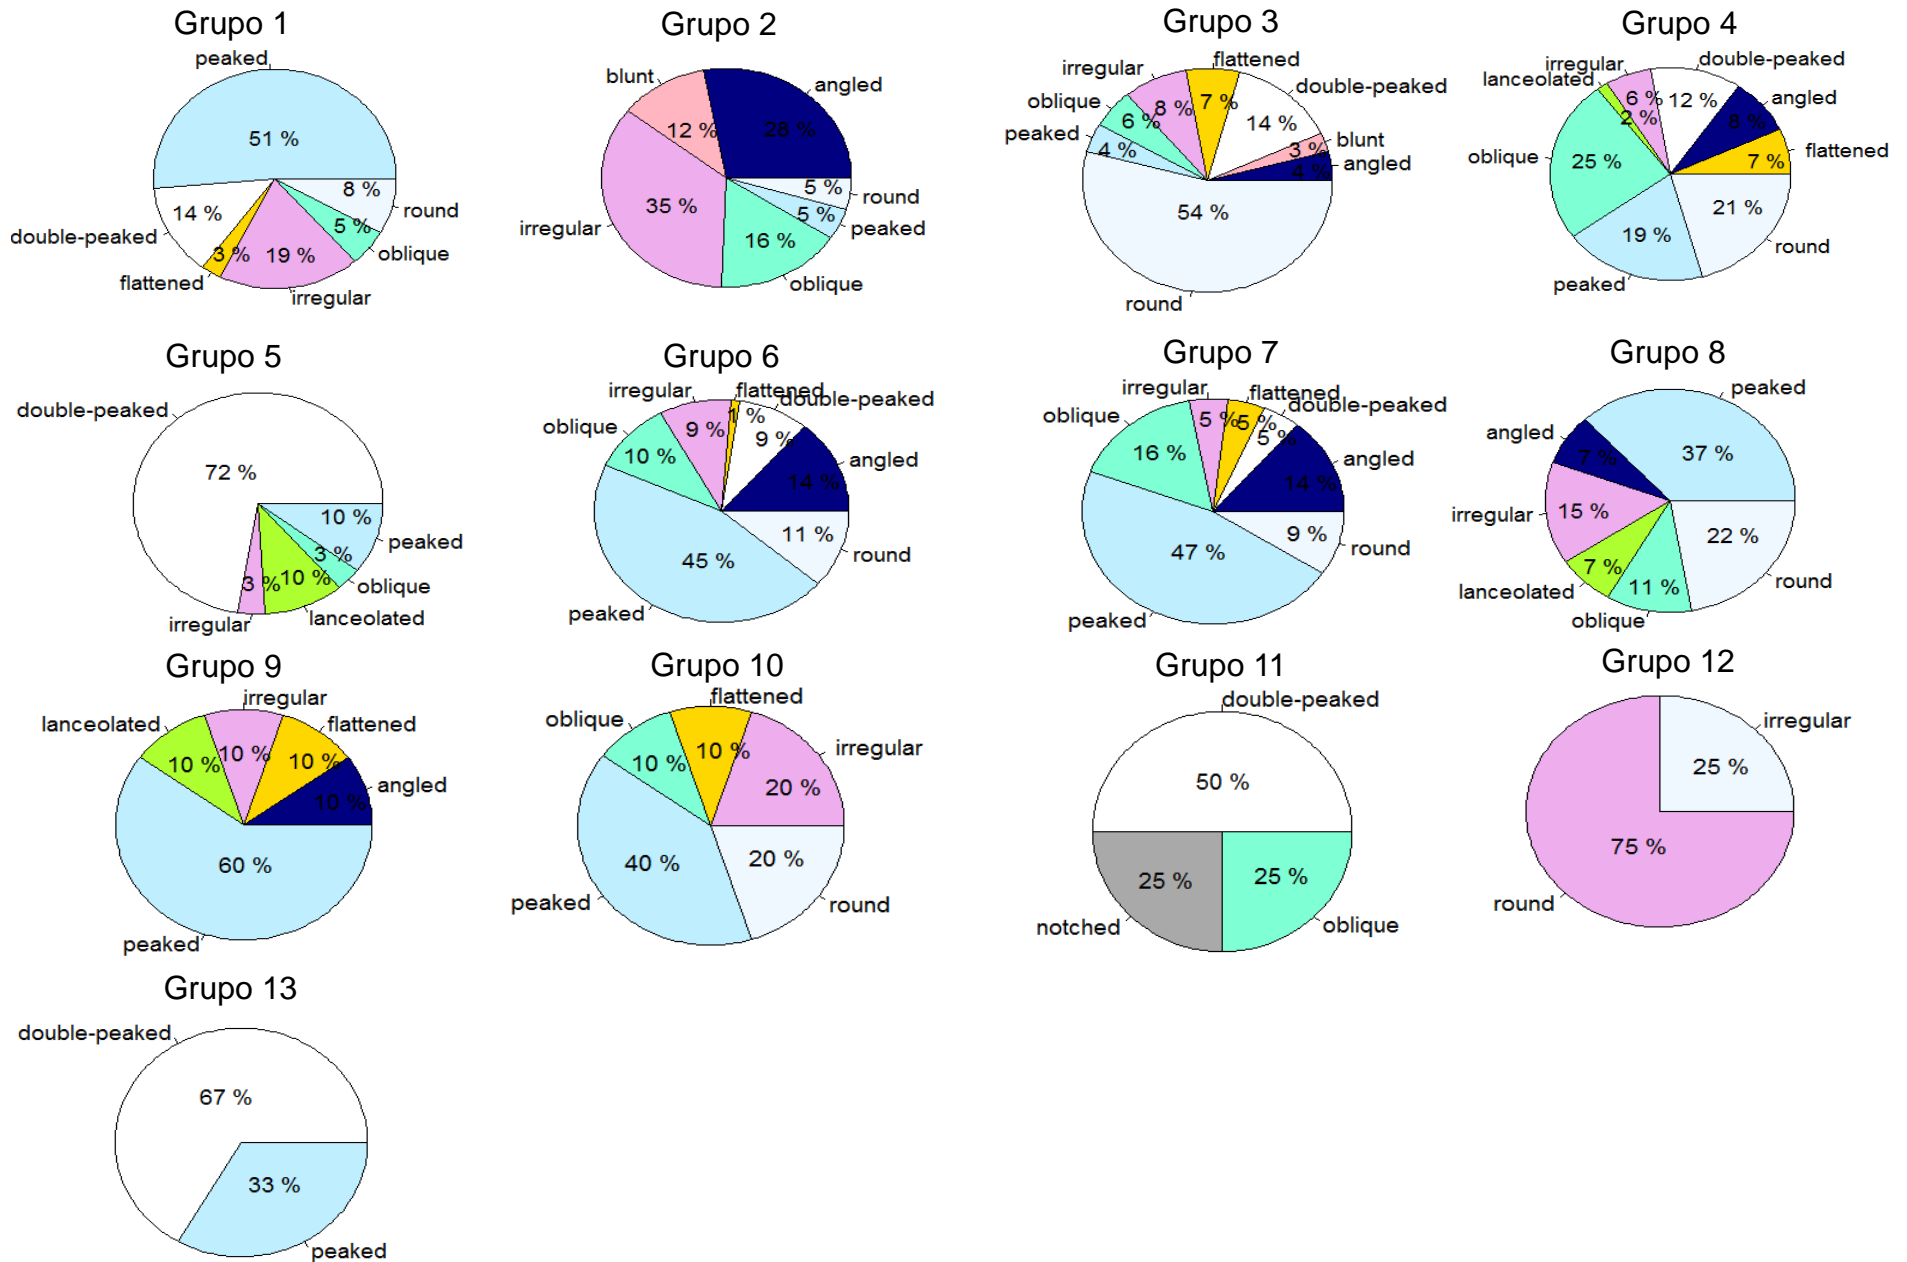 Grupo 1
peaked
51 %
8 %
14 %
round
5 %
double-peaked
oblique
3 %
19 %
flattened
irregular
Grupo 2
blunt
angled
12 %
28 %
5 %
round
35 %
5 %
irregular
peaked
16 %
oblique
Grupo 3
flattened
irregular
double-peaked
oblique
8 %
7 %
6 %
14 %
peaked
blunt
4 %
3 %
angled
4 %
54 %
round
Grupo 4
double-peaked
irregular
lanceolated
angled
6 %
12 %
2 %
8 %
flattened
oblique
25 %
7 %
21 %
19 %
round
peaked
Grupo 5
double-peaked
72 %
10 %
peaked
3 %
3 %
10 %
oblique
lanceolated
irregular
Grupo 6
irregular
flattened
double-peaked
1 %
oblique
9 %
9 %
10 %
angled
14 %
11 %
round
45 %
peaked
Grupo 7
irregular
flattened
double-peaked
oblique
5 %
5 %
5 %
16 %
angled
14 %
9 %
round
47 %
peaked
Grupo 8
peaked
angled
37 %
7 %
irregular
15 %
22 %
7 %
round
lanceolated
11 %
oblique
Grupo 9
irregular
lanceolated
flattened
10 %
10 %
10 %
angled
10 %
60 %
peaked
Grupo 10
flattened
oblique
irregular
10 %
10 %
20 %
40 %
20 %
peaked
round
Grupo 11
double-peaked
50 %
25 %
25 %
notched
oblique
Grupo 12
irregular
25 %
75 %
round
Grupo 13
double-peaked
67 %
33 %
peaked